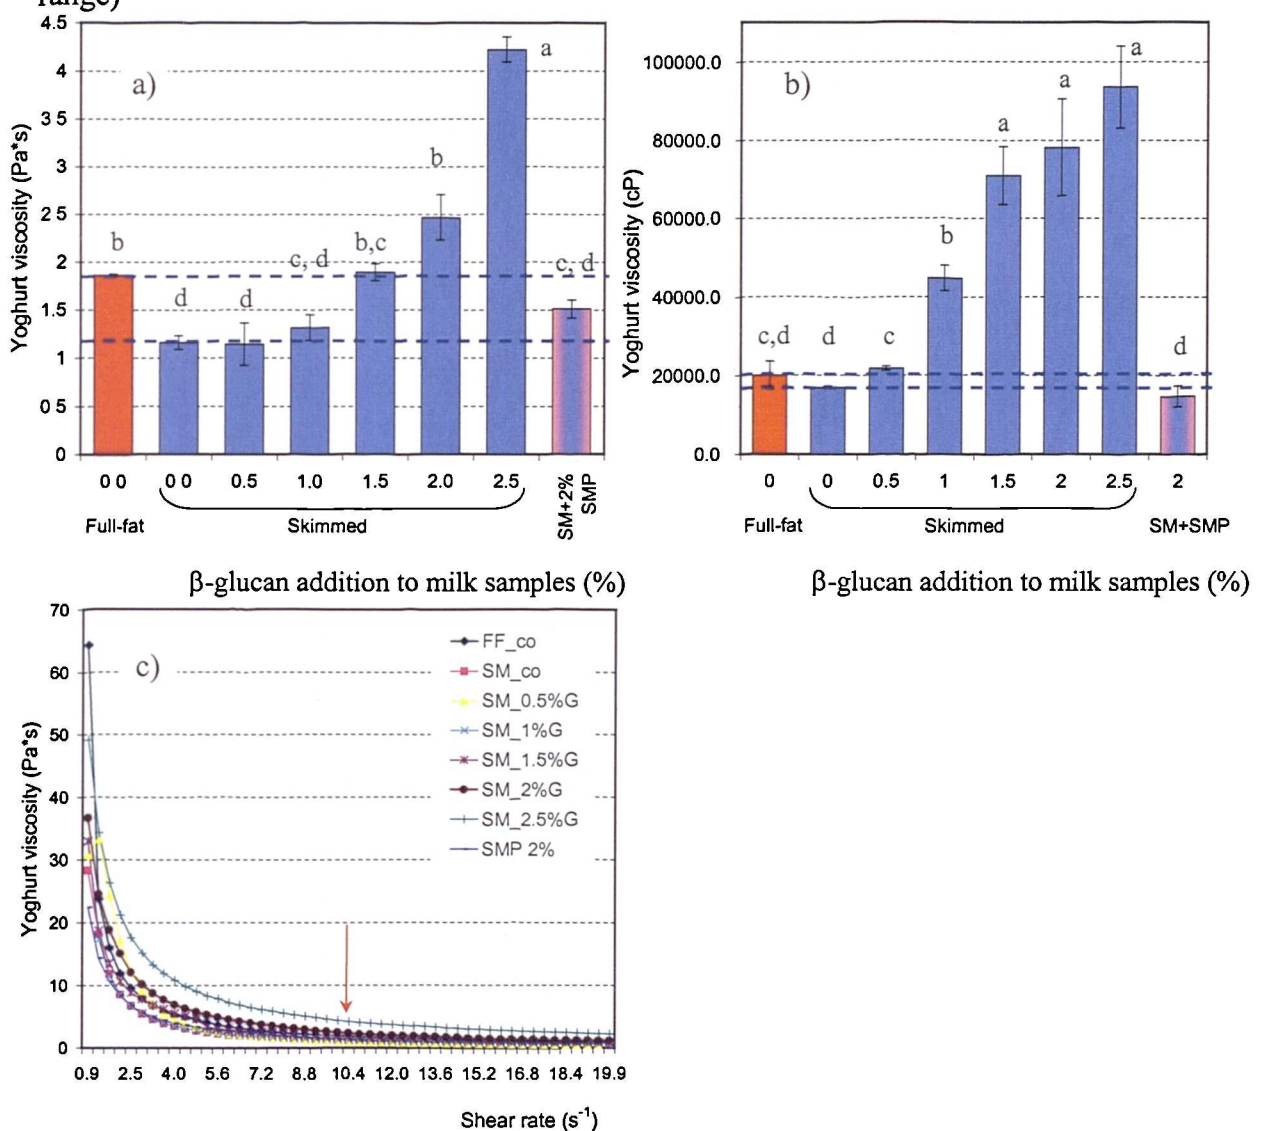 range)
a)
Yoghurt viscosity (Pa*s)
4.5
4
3.5
3
2.5
2
1.5
1
0 5
0
b
d
d
c, d
b,c
b
a
c, d
0 0
0 0
0.5
1.0
1.5
2.0
2.5
SM+2%
SMP
Full-fat
Skimmed
β-glucan addition to milk samples (%)
b)
Yoghurt viscosity (cP)
100000.0
80000.0
60000.0
40000.0
20000.0
0.0
c,d
d
c
b
a
a
a
d
0
0
0.5
1
1.5
2
2.5
2
Full-fat
Skimmed
SM+SMP
β-glucan addition to milk samples (%)
c)
Yoghurt viscosity (Pa*s)
70
60
50
40
30
20
10
0
FF_co
SM_co
SM_0.5%G
SM_1%G
SM_1.5%G
SM_2%G
SM_2.5%G
SMP 2%
0.9 2.5 4.0 5.6 7.2 8.8 10.4 12.0 13.6 15.2 16.8 18.4 19.9
Shear rate (s⁻¹)